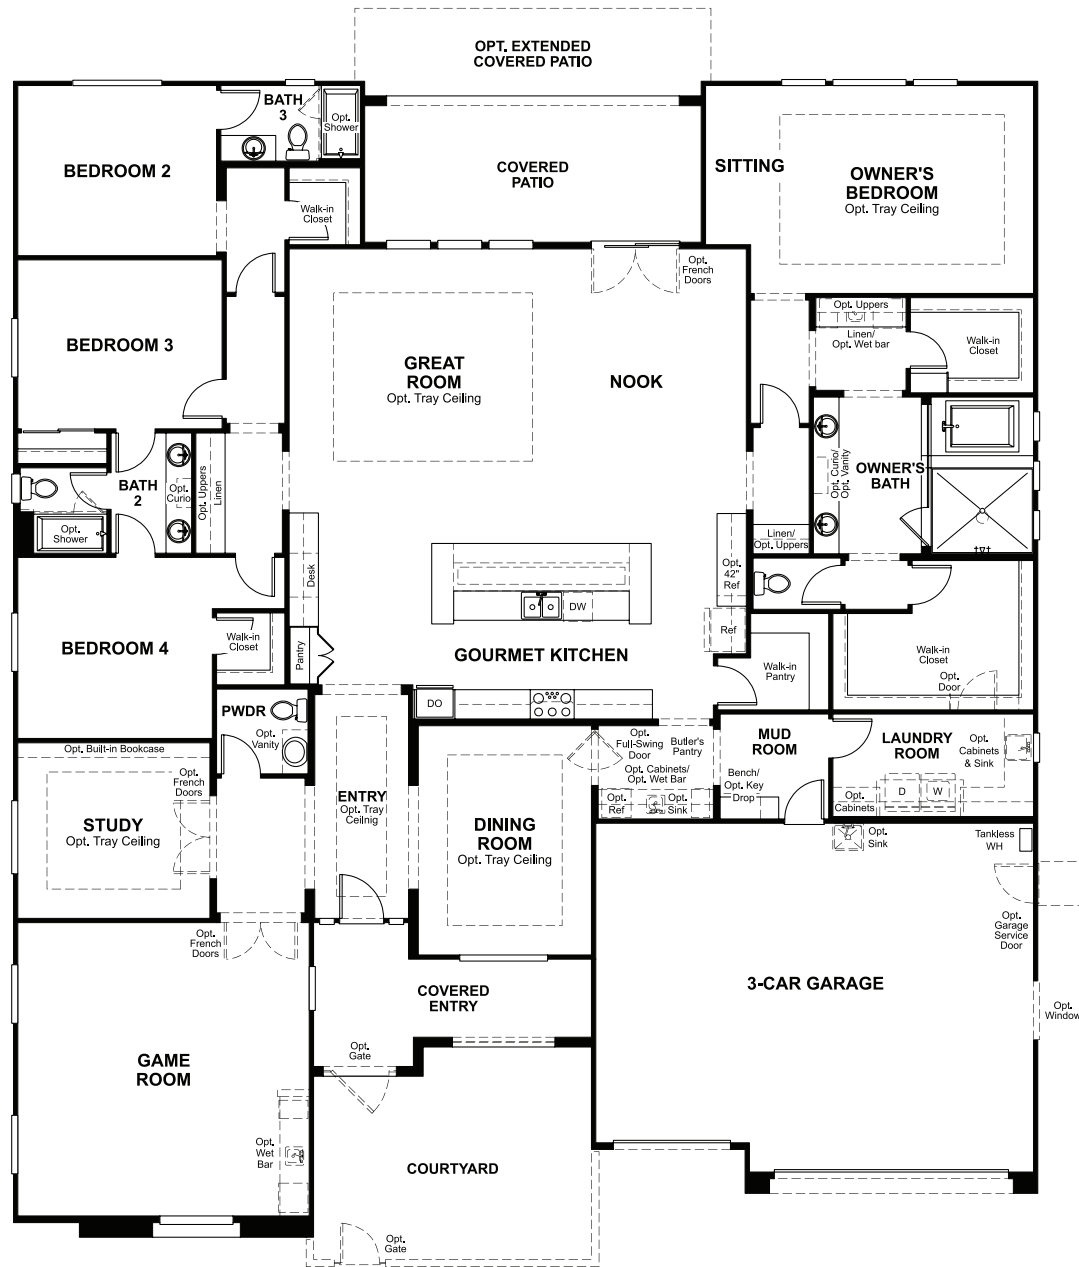 OPT. EXTENDED
COVERED PATIO
BATH
3
Opt.
Shower
BEDROOM 2
COVERED
PATIO
SITTING
OWNER'S
BEDROOM
Opt. Tray Ceiling
Walk-in
Closet
Opt.
French
Doors
Opt. Uppers
Linen/
Opt. Wet bar
Walk-in
Closet
BEDROOM 3
GREAT
ROOM
Opt. Tray Ceiling
NOOK
BATH
2
Opt.
Curio
Opt. Uppers
Linen
Opt.
Shower
Opt. Curio/
Opt. Vanity
OWNER'S
BATH
Linen/
Opt. Uppers
Desk
DW
Opt.
42"
Ref
Ref
BEDROOM 4
Walk-in
Closet
Pantry
GOURMET KITCHEN
Walk-in
Pantry
Walk-in
Closet
Opt.
Door
DO
PWDR
Opt.
Vanity
Opt.
Full-Swing
Door
Butler's
Pantry
Opt. Cabinets/
Opt. Wet Bar
Opt.
Ref
Opt.
Sink
MUD
ROOM
Bench/
Opt. Key
Drop
LAUNDRY
ROOM
Opt.
Cabinets
& Sink
Opt.
Cabinets
D
W
Opt. Built-in Bookcase
Opt.
French
Doors
STUDY
Opt. Tray Ceiling
ENTRY
Opt. Tray
Ceilnig
DINING
ROOM
Opt. Tray Ceiling
Opt.
Sink
Tankless
WH
Opt.
Garage
Service
Door
Opt.
French
Doors
3-CAR GARAGE
Opt.
Window
COVERED
ENTRY
Opt.
Gate
GAME
ROOM
Opt.
Wet
Bar
COURTYARD
Opt.
Gate